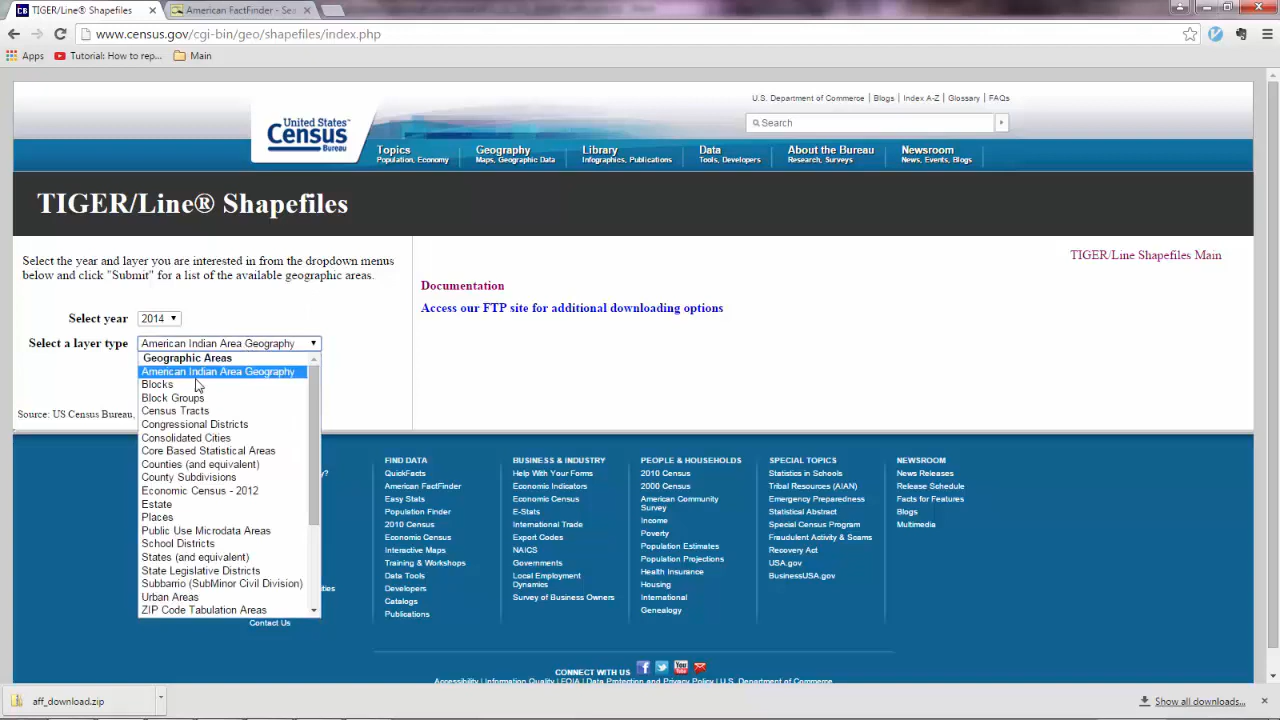 TIGER/Line® Shapefiles
American FactFinder - Sea
www.census.gov/cgi-bin/geo/shapefiles/index.php
Apps
Tutorial: How to rep...
Main
U.S. Department of Commerce | Blogs | Index A-Z | Glossary | FAQs
United States
Census
Bureau
Search
Topics
Population, Economy
Geography
Maps, Geographic Data
Library
Infographics, Publications
Data
Tools, Developers
About the Bureau
Research, Surveys
Newsroom
News, Events, Blogs
TIGER/Line® Shapefiles
Select the year and layer you are interested in from the dropdown menus
below and click "Submit" for a list of the available geographic areas.
Select year 2014
Select a layer type American Indian Area Geography
Geographic Areas
American Indian Area Geography
Blocks
Block Groups
Census Tracts
Congressional Districts
Consolidated Cities
Core Based Statistical Areas
Counties (and equivalent)
County Subdivisions
Economic Census - 2012
Estate
Places
Public Use Microdata Areas
School Districts
States (and equivalent)
State Legislative Districts
Subbarrio (SubMinor Civil Division)
Urban Areas
ZIP Code Tabulation Areas
Source: US Census Bureau,
TIGER/Line Shapefiles Main
Documentation
Access our FTP site for additional downloading options
Contact Us
FIND DATA
QuickFacts
American FactFinder
Easy Stats
Population Finder
2010 Census
Economic Census
Interactive Maps
Training & Workshops
Data Tools
Developers
Catalogs
Publications
BUSINESS & INDUSTRY
Help With Your Forms
Economic Indicators
Economic Census
E-Stats
International Trade
Export Codes
NAICS
Governments
Local Employment
Dynamics
Survey of Business Owners
PEOPLE & HOUSEHOLDS
2010 Census
2000 Census
American Community
Survey
Income
Poverty
Population Estimates
Population Projections
Health Insurance
Housing
International
Genealogy
SPECIAL TOPICS
Statistics in Schools
Tribal Resources (AIAN)
Emergency Preparedness
Statistical Abstract
Special Census Program
Fraudulent Activity & Scams
Recovery Act
USA.gov
BusinessUSA.gov
NEWSROOM
News Releases
Release Schedule
Facts for Features
Blogs
Multimedia
CONNECT WITH US
Accessibility | Information Quality | FOIA | Data Protection and Privacy Policy | U.S. Department of Commerce
aff_download.zip
Show all downloads...